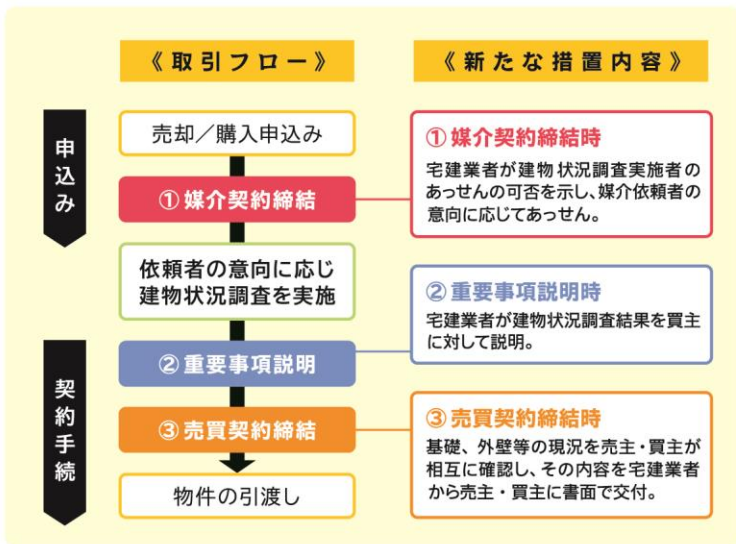 《取引フロー》
《新たな措置内容》
申込み
売却／購入申込み
①媒介契約締結
依頼者の意向に応じ
建物状況調査を実施
契約手続
②重要事項説明
③売買契約締結
物件の引渡し
①媒介契約締結時
宅建業者が建物状況調査実施者の
あっせんの可否を示し、媒介依頼者の
意向に応じてあっせん。
②重要事項説明時
宅建業者が建物状況調査結果を買主
に対して説明。
③売買契約締結時
基礎、外壁等の現況を売主・買主が
相互に確認し、その内容を宅建業者
から売主・買主に書面で交付。